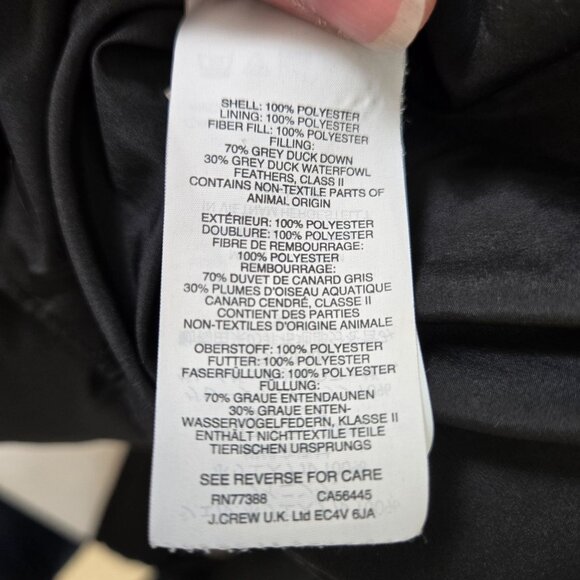 SHELL: 100% POLYESTER
LINING: 100% POLYESTER
FIBER FILL: 100% POLYESTER
FILLING:
70% GREY DUCK DOWN
30% GREY DUCK WATERFOWL
FEATHERS, CLASS II
CONTAINS NON-TEXTILE PARTS OF
ANIMAL ORIGIN
EXTÉRIEUR: 100% POLYESTER
DOUBLURE: 100% POLYESTER
FIBRE DE REMBOURRAGE:
100% POLYESTER
REMBOURRAGE:
70% DUVET DE CANARD GRIS
30% PLUMES D'OISEAU AQUATIQUE
CANARD CENDRÉ, CLASSE II
CONTIENT DES PARTIES
NON-TEXTILES D'ORIGINE ANIMALE
OBERSTOFF: 100% POLYESTER
FUTTER: 100% POLYESTER
FASERFÜLLUNG: 100% POLYESTER
FÜLLUNG:
70% GRAUE ENTENDAUNEN
30% GRAUE ENTEN-
WASSERVOGELFEDERN, KLASSE II
ENTHÄLT NICHTTEXTILE TEILE
TIERISCHEN URSPRUNGS
SEE REVERSE FOR CARE
RN77388 CA56445
J.CREW U.K. Ltd EC4V 6JA